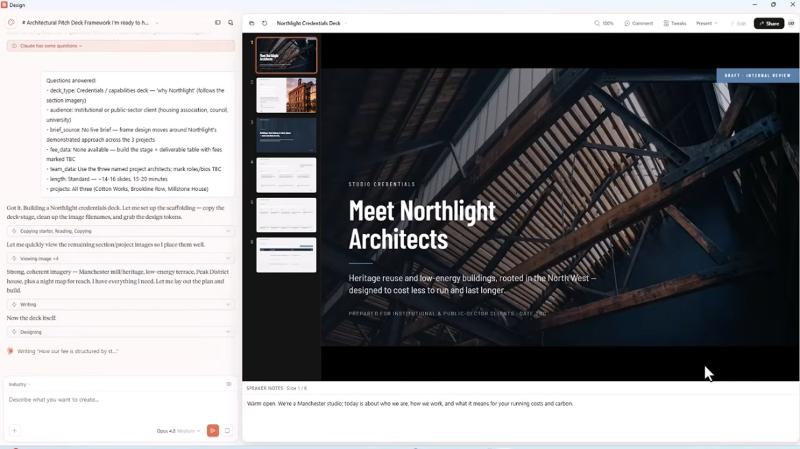 Design
# Architectural Pitch Deck Framework I'm ready to h...
Claude has some questions
Questions answered:
- deck_type: Credentials / capabilities deck — 'why Northlight' (follows the
section imagery)
- audience: Institutional or public-sector client (housing association, council,
university)
- brief_source: No live brief — frame design moves around Northlight's
demonstrated approach across the 3 projects
- fee_data: None available — build the stage + deliverable table with fees
marked TBC
- team_data: Use the three named project architects; mark roles/bios TBC
- length: Standard — ~14-16 slides, 15-20 minutes
- projects: All three (Cotton Works, Brookline Row, Millstone House)
Got it. Building a Northlight credentials deck. Let me set up the scaffolding — copy the
deck-stage, clean up the image filenames, and grab the design tokens.
Copying starter, Reading, Copying
Let me quickly view the remaining section/project images so I place them well.
Viewing image ×4
Strong, coherent imagery — Manchester mill/heritage, low-energy terrace, Peak District
house, plus a night map for reach. I have everything I need. Let me lay out the plan and
build.
Writing
Now the deck itself.
Designing
Writing "How our fee is structured by st..."
Industry
Describe what you want to create...
Opus 4.8 Medium
Northlight Credentials Deck
100%
Comment
Tweaks
Present
Edit
Share
1
2
3
4
5
6
DRAFT · INTERNAL REVIEW
STUDIO CREDENTIALS
Meet Northlight
Architects
Heritage reuse and low-energy buildings, rooted in the North West —
designed to cost less to run and last longer.
PREPARED FOR INSTITUTIONAL & PUBLIC-SECTOR CLIENTS · DATE TBC
SPEAKER NOTES Slide 1 / 6
Warm open. We're a Manchester studio; today is about who we are, how we work, and what it means for your running costs and carbon.